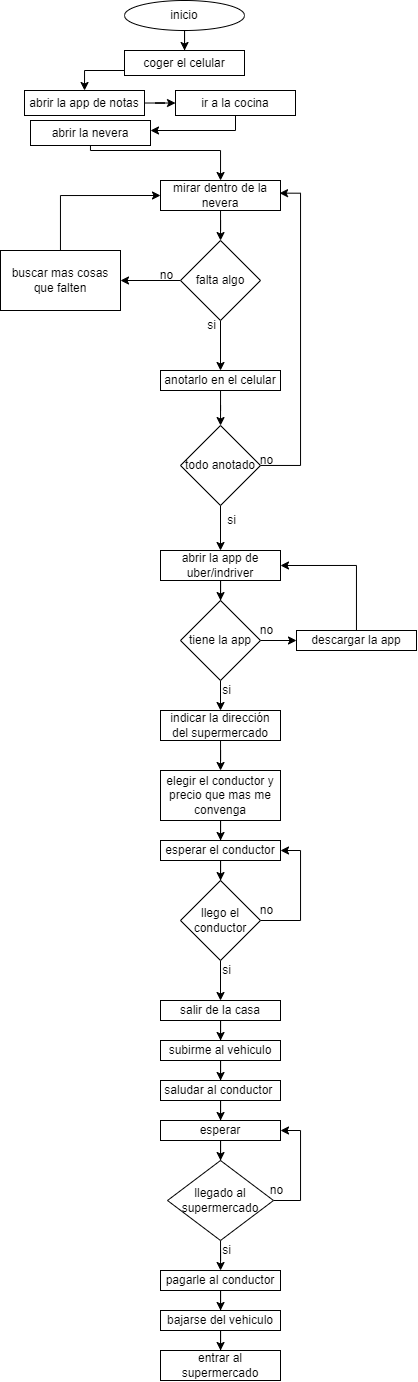 inicio
coger el celular
abrir la app de notas
ir a la cocina
abrir la nevera
mirar dentro de la
nevera
no
falta algo
buscar mas cosas
que falten
si
anotarlo en el celular
todo anotado
no
si
abrir la app de
uber/indriver
tiene la app
no
descargar la app
si
indicar la dirección
del supermercado
elegir el conductor y
precio que mas me
convenga
esperar el conductor
llego el
conductor
no
si
salir de la casa
subirme al vehiculo
saludar al conductor
esperar
llegado al
supermercado
no
si
pagarle al conductor
bajarse del vehiculo
entrar al
supermercado